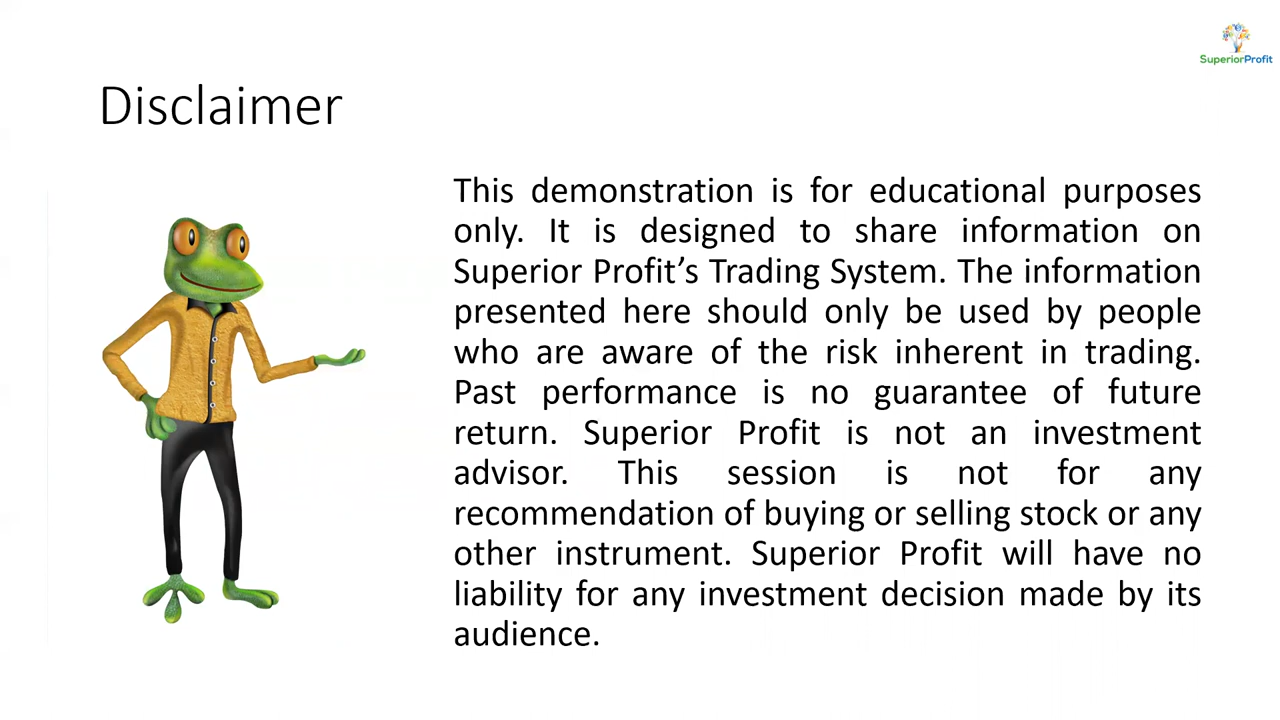 SuperiorProfit
Disclaimer
This demonstration is for educational purposes
only. It is designed to share information on
Superior Profit’s Trading System. The information
presented here should only be used by people
who are aware of the risk inherent in trading.
Past performance is no guarantee of future
return. Superior Profit is not an investment
advisor. This session is not for any
recommendation of buying or selling stock or any
other instrument. Superior Profit will have no
liability for any investment decision made by its
audience.